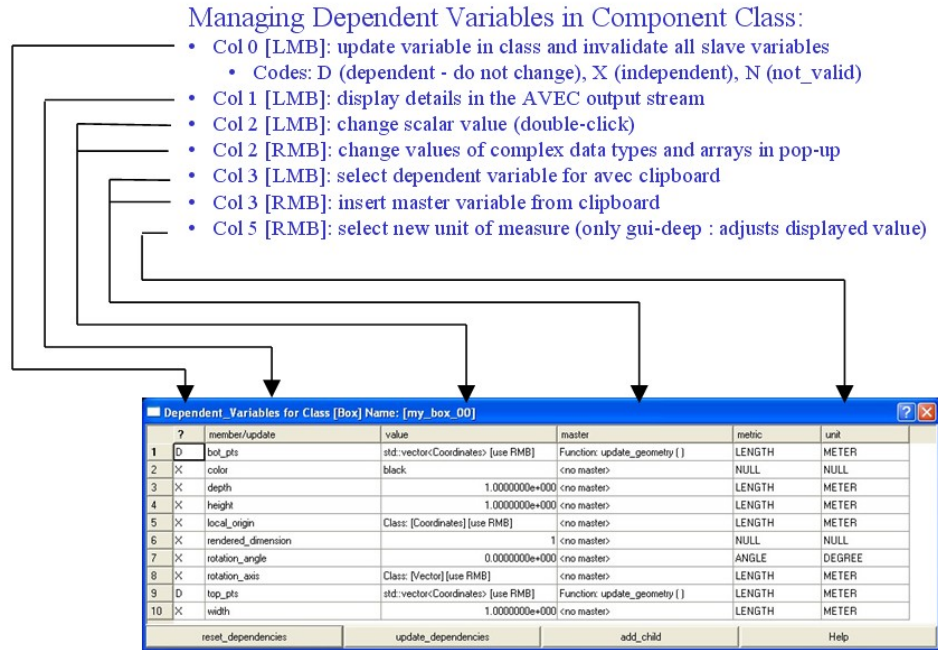 Managing Dependent Variables in Component Class:
• Col 0 [LMB]: update variable in class and invalidate all slave variables
• Codes: D (dependent - do not change), X (independent), N (not_valid)
• Col 1 [LMB]: display details in the AVEC output stream
• Col 2 [LMB]: change scalar value (double-click)
• Col 2 [RMB]: change values of complex data types and arrays in pop-up
• Col 3 [LMB]: select dependent variable for avec clipboard
• Col 3 [RMB]: insert master variable from clipboard
• Col 5 [RMB]: select new unit of measure (only gui-deep : adjusts displayed value)
Dependent_Variables for Class [Box] Name: [my_box_00]
? member/update value master metric unit
1 D bot_pts std::vector<Coordinates> [use RMB] Function: update_geometry ( ) LENGTH METER
2 X color black <no master> NULL NULL
3 X depth 1.0000000e+000 <no master> LENGTH METER
4 X height 1.0000000e+000 <no master> LENGTH METER
5 X local_origin Class: [Coordinates] [use RMB] <no master> LENGTH METER
6 X rendered_dimension 1 <no master> NULL NULL
7 X rotation_angle 0.0000000e+000 <no master> ANGLE DEGREE
8 X rotation_axis Class: [Vector] [use RMB] <no master> LENGTH METER
9 D top_pts std::vector<Coordinates> [use RMB] Function: update_geometry ( ) LENGTH METER
10 X width 1.0000000e+000 <no master> LENGTH METER
reset_dependencies update_dependencies add_child Help